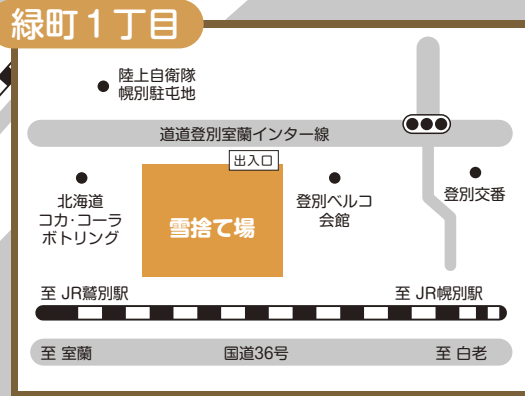 緑町1丁目
陸上自衛隊
幌別駐屯地
道道登別室蘭インター線
出入口
北海道
コカ・コーラ
ボトリング
雪捨て場
登別ベルコ
会館
登別交番
至 JR鷲別駅
至 JR幌別駅
至 室蘭
国道36号
至 白老